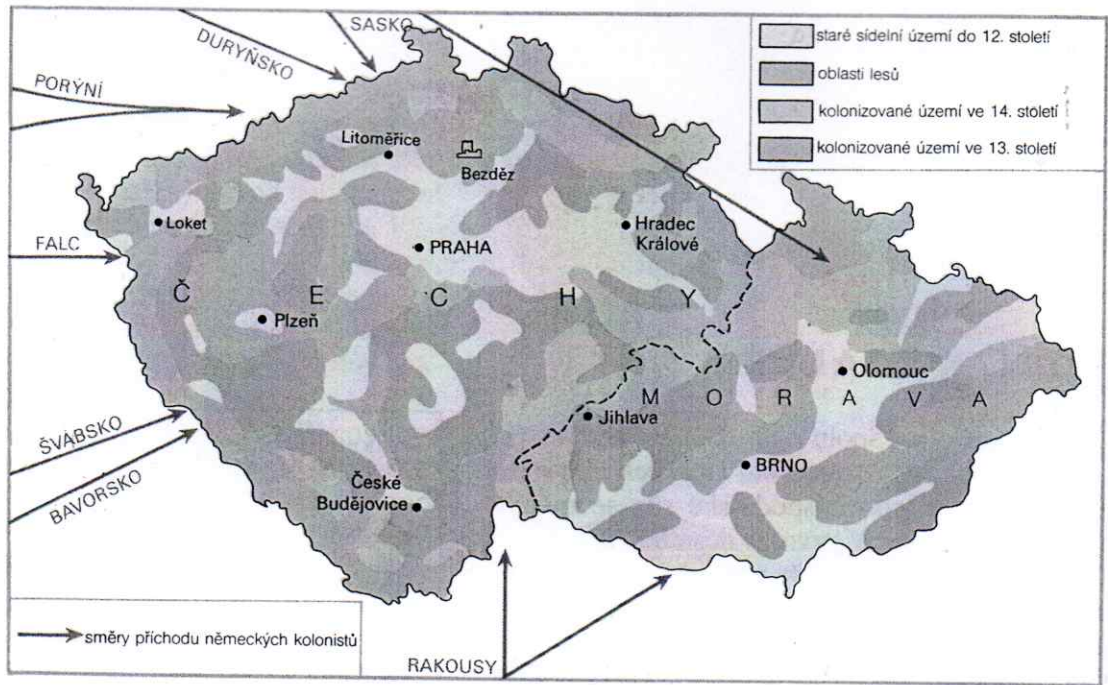 SASKO
DURYŇSKO
PORÝNÍ
staré sídelní území do 12. století
oblasti lesů
kolonizované území ve 14. století
kolonizované území ve 13. století
Litoměřice
Bezděz
Loket
Hradec
Králové
PRAHA
FALC
Č E C H Y
Plzeň
Olomouc
M O R A V A
Jihlava
ŠVÁBSKO
BAVORSKO
BRNO
České
Budějovice
směry příchodu německých kolonistů
RAKOUSY